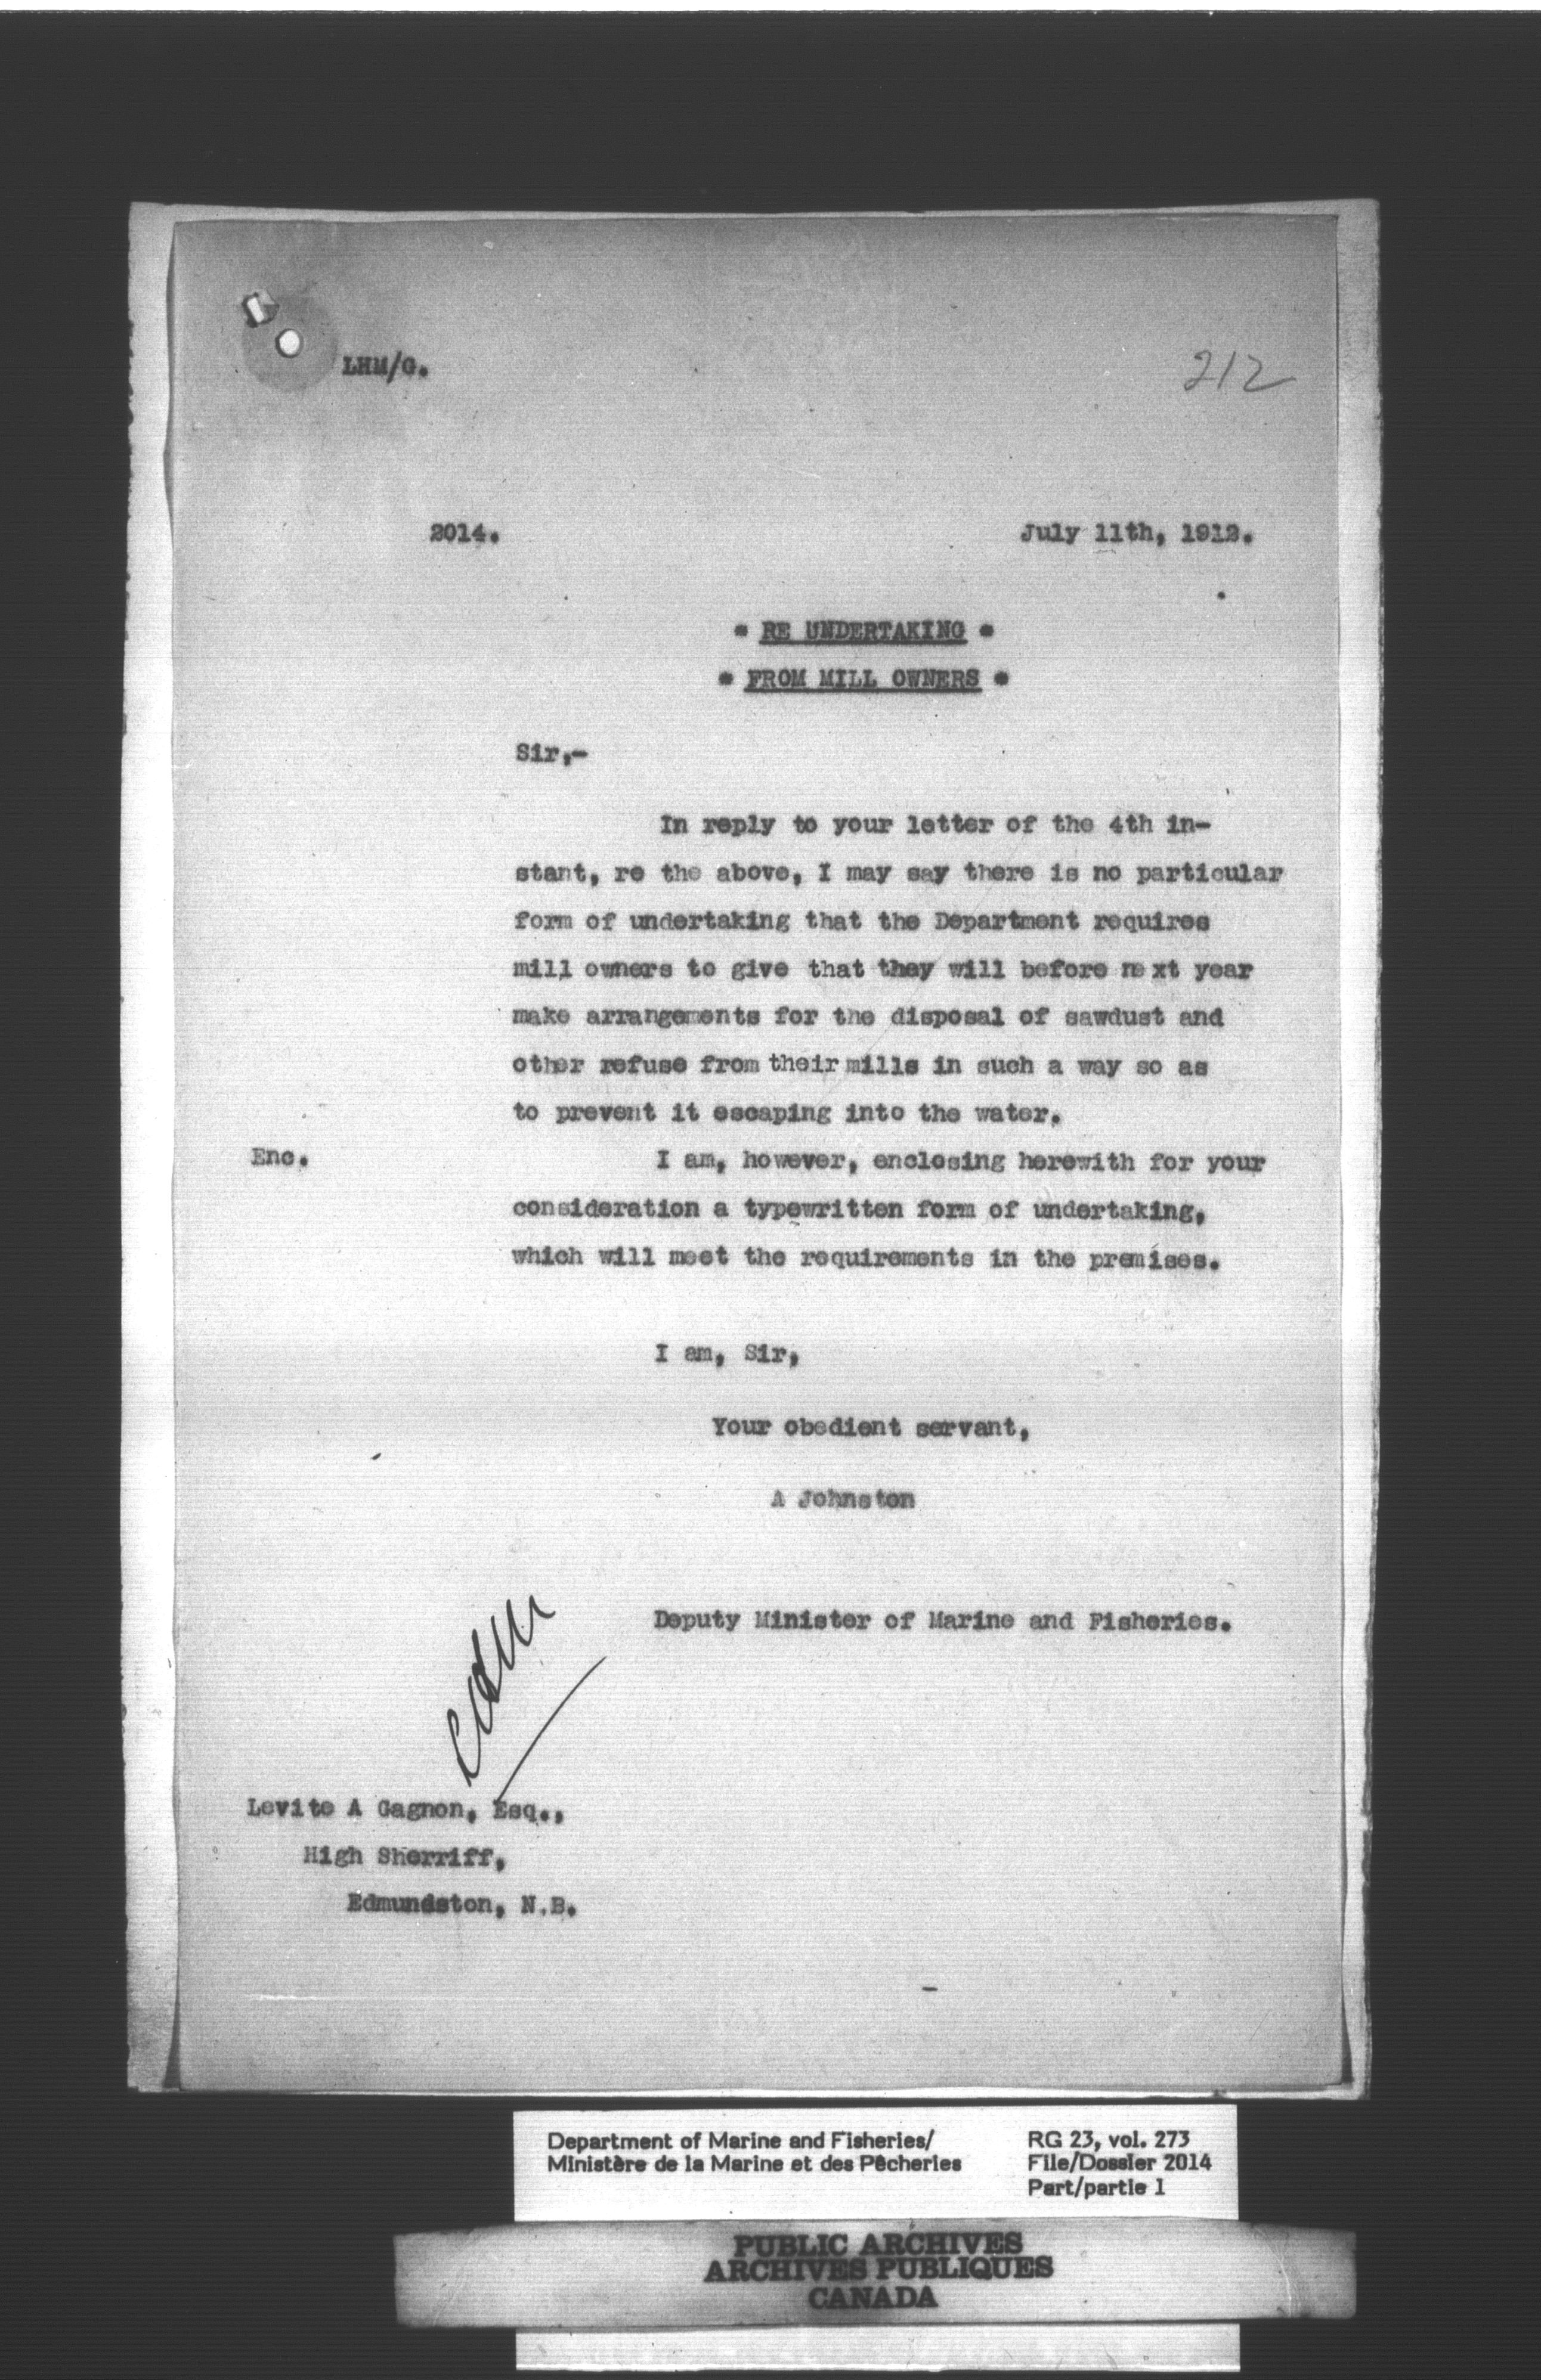 LHM/G.
212
2014. July 11th, 1912.
* RE UNDERTAKING *
* FROM MILL OWNERS *
Sir,-
In reply to your letter of the 4th in-
stant, re the above, I may say there is no particular
form of undertaking that the Department requires
mill owners to give that they will before next year
make arrangements for the disposal of sawdust and
other refuse from their mills in such a way so as
to prevent it escaping into the water.
Enc. I am, however, enclosing herewith for your
consideration a typewritten form of undertaking,
which will meet the requirements in the premises.
I am, Sir,
Your obedient servant,
A Johnston
Deputy Minister of Marine and Fisheries.
Levite A Gagnon, Esq.,
High Sherriff,
Edmundston, N.B.
Department of Marine and Fisheries/
Ministère de la Marine et des Pêcheries
RG 23, vol. 273
File/Dossier 2014
Part/partie 1
PUBLIC ARCHIVES
ARCHIVES PUBLIQUES
CANADA